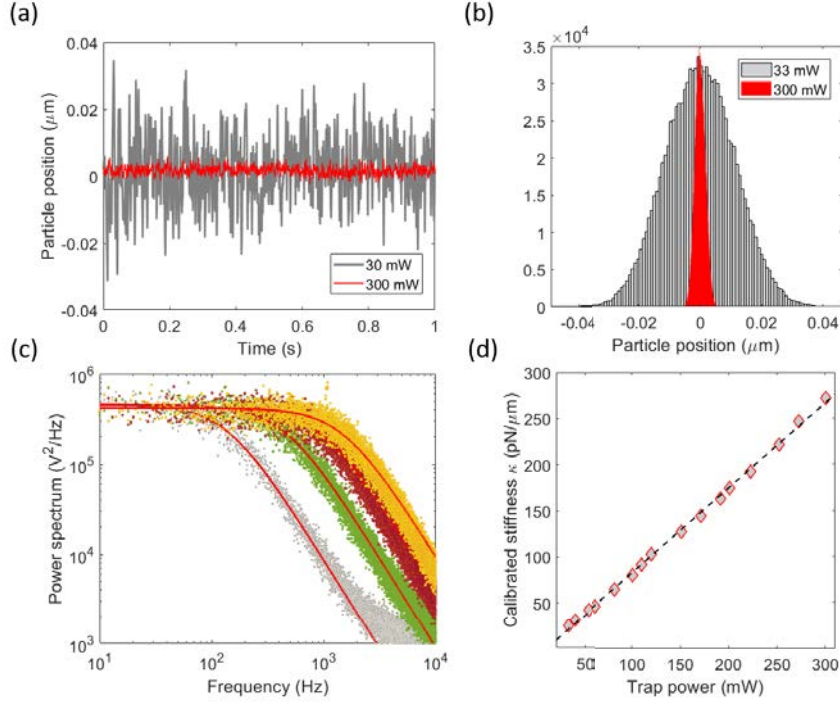 (a)
0.04
0.02
0
-0.02
-0.04
Particle position (μm)
30 mW
300 mW
0 0.2 0.4 0.6 0.8 1
Time (s)
(b)
×10⁴
3.5
3
2.5
2
1.5
1
0.5
0
33 mW
300 mW
-0.04 -0.02 0 0.02 0.04
Particle position (μm)
(c)
10⁶
10⁵
10⁴
10³
Power spectrum (V²/Hz)
10¹ 10² 10³ 10⁴
Frequency (Hz)
(d)
300
250
200
150
100
50
Calibrated stiffness κ (pN/μm)
50 100 150 200 250 300
Trap power (mW)